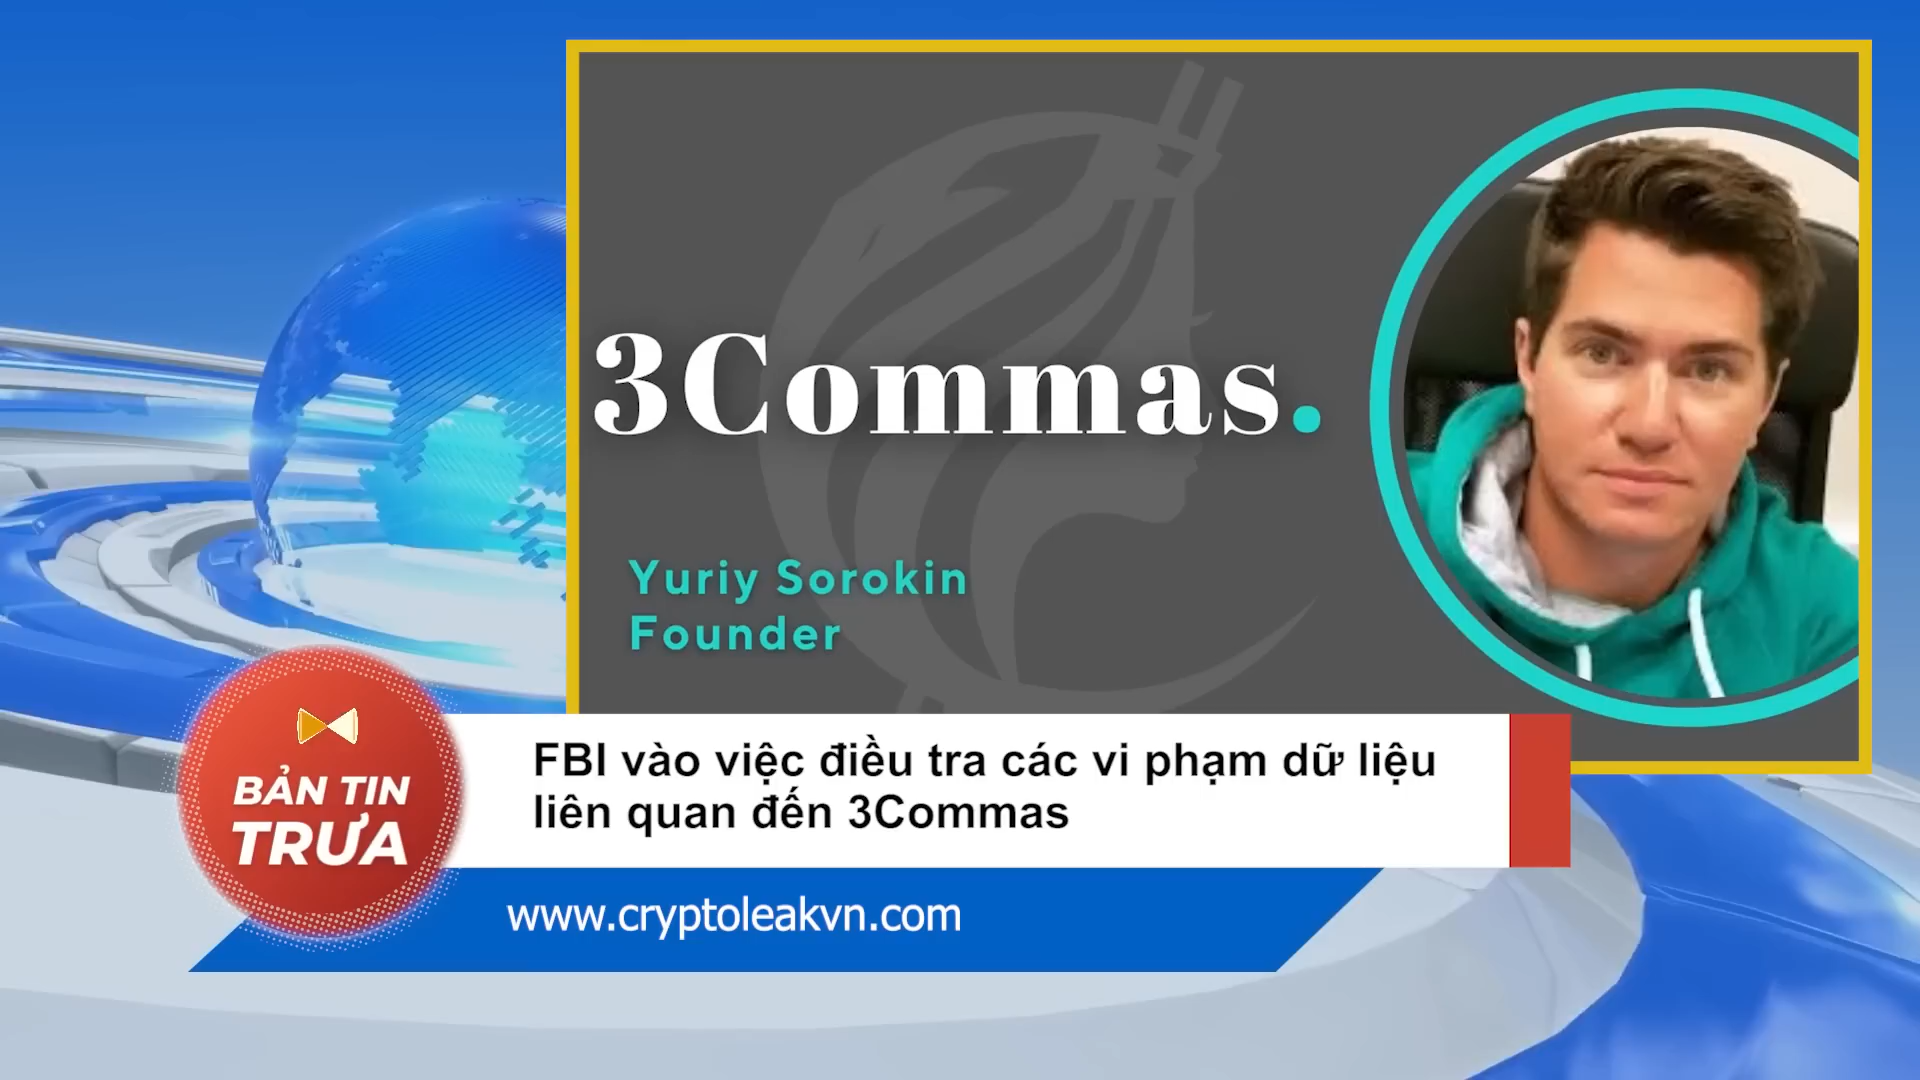 3Commas.
Yuriy Sorokin
Founder
BẢN TIN
TRƯA
FBI vào việc điều tra các vi phạm dữ liệu
liên quan đến 3Commas
www.cryptoleakvn.com